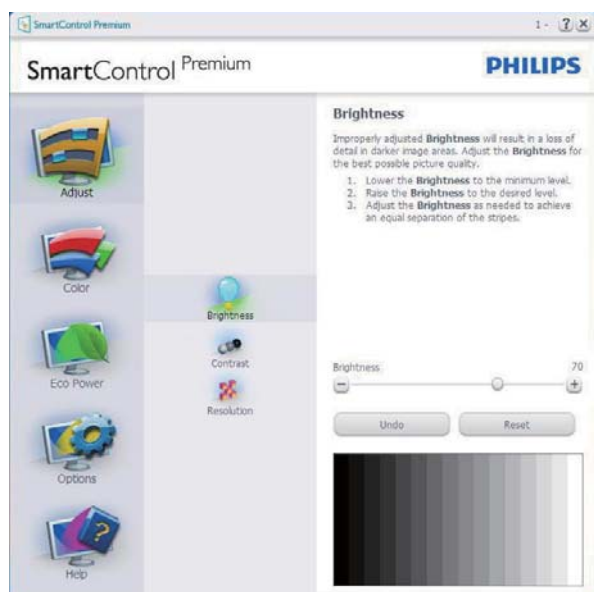 SmartControl Premium
1 - ? X
SmartControl Premium
PHILIPS
Adjust
Color
Eco Power
Options
Help
Brightness
Contrast
Resolution
Brightness
Improperly adjusted Brightness will result in a loss of
detail in darker image areas. Adjust the Brightness for
the best possible picture quality.
1. Lower the Brightness to the minimum level.
2. Raise the Brightness to the desired level.
3. Adjust the Brightness as needed to achieve
an equal separation of the stripes.
Brightness 70
Undo Reset